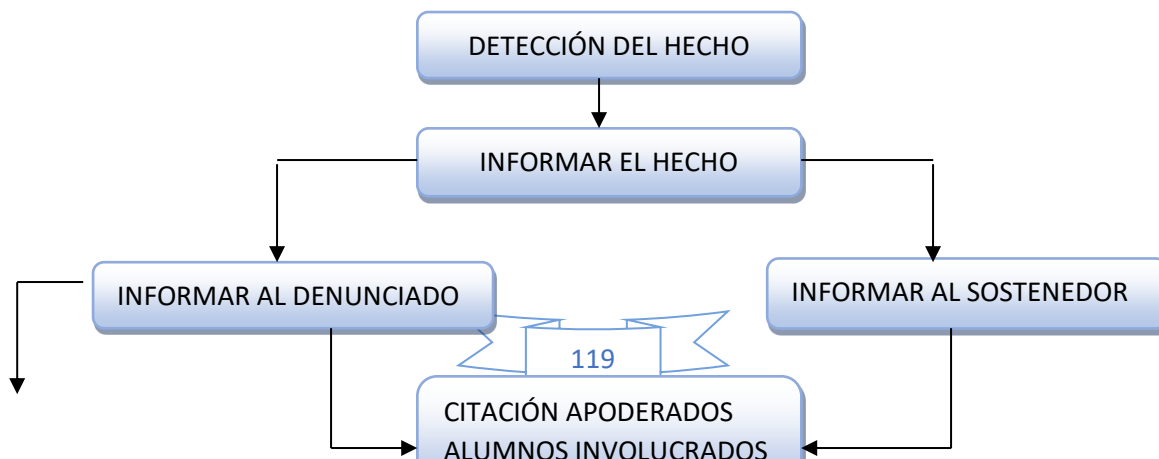 DETECCIÓN DEL HECHO
INFORMAR EL HECHO
INFORMAR AL DENUNCIADO
INFORMAR AL SOSTENEDOR
119
CITACIÓN APODERADOS
ALUMNOS INVOLUCRADOS